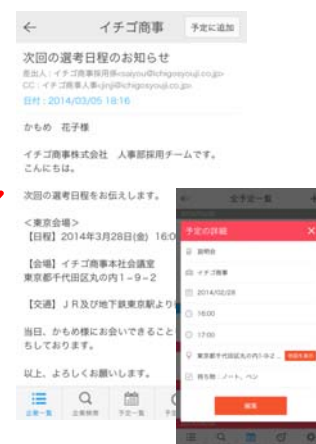 イチゴ商事
予定に追加
次回の選考日程のお知らせ
差出人：イチゴ商事採用係<saiyou@ichigosyouji.co.jp>
CC：イチゴ商事人事<jinji@ichigosyouji.co.jp>
日付：2014/03/05 18:16
かもめ 花子様
イチゴ商事株式会社 人事部採用チームです。
こんにちは。
次回の選考日程をお伝えします。
＜東京会場＞
【日程】2014年3月28日(金) 16:0
【会場】イチゴ商事本社会議室
東京都千代田区丸の内1－9－2
【交通】ＪＲ及び地下鉄東京駅より
当日、かもめ様にお会いできること
ちしております。
以上、よろしくお願いします。
企業一覧
企業検索
予定一覧
全予定一覧
予定の詳細
説明会
イチゴ商事
2014/02/28
16:00
17:00
東京都千代田区丸の内1-9-2 ...
地図を表示
持ち物：ノート、ペン
編集